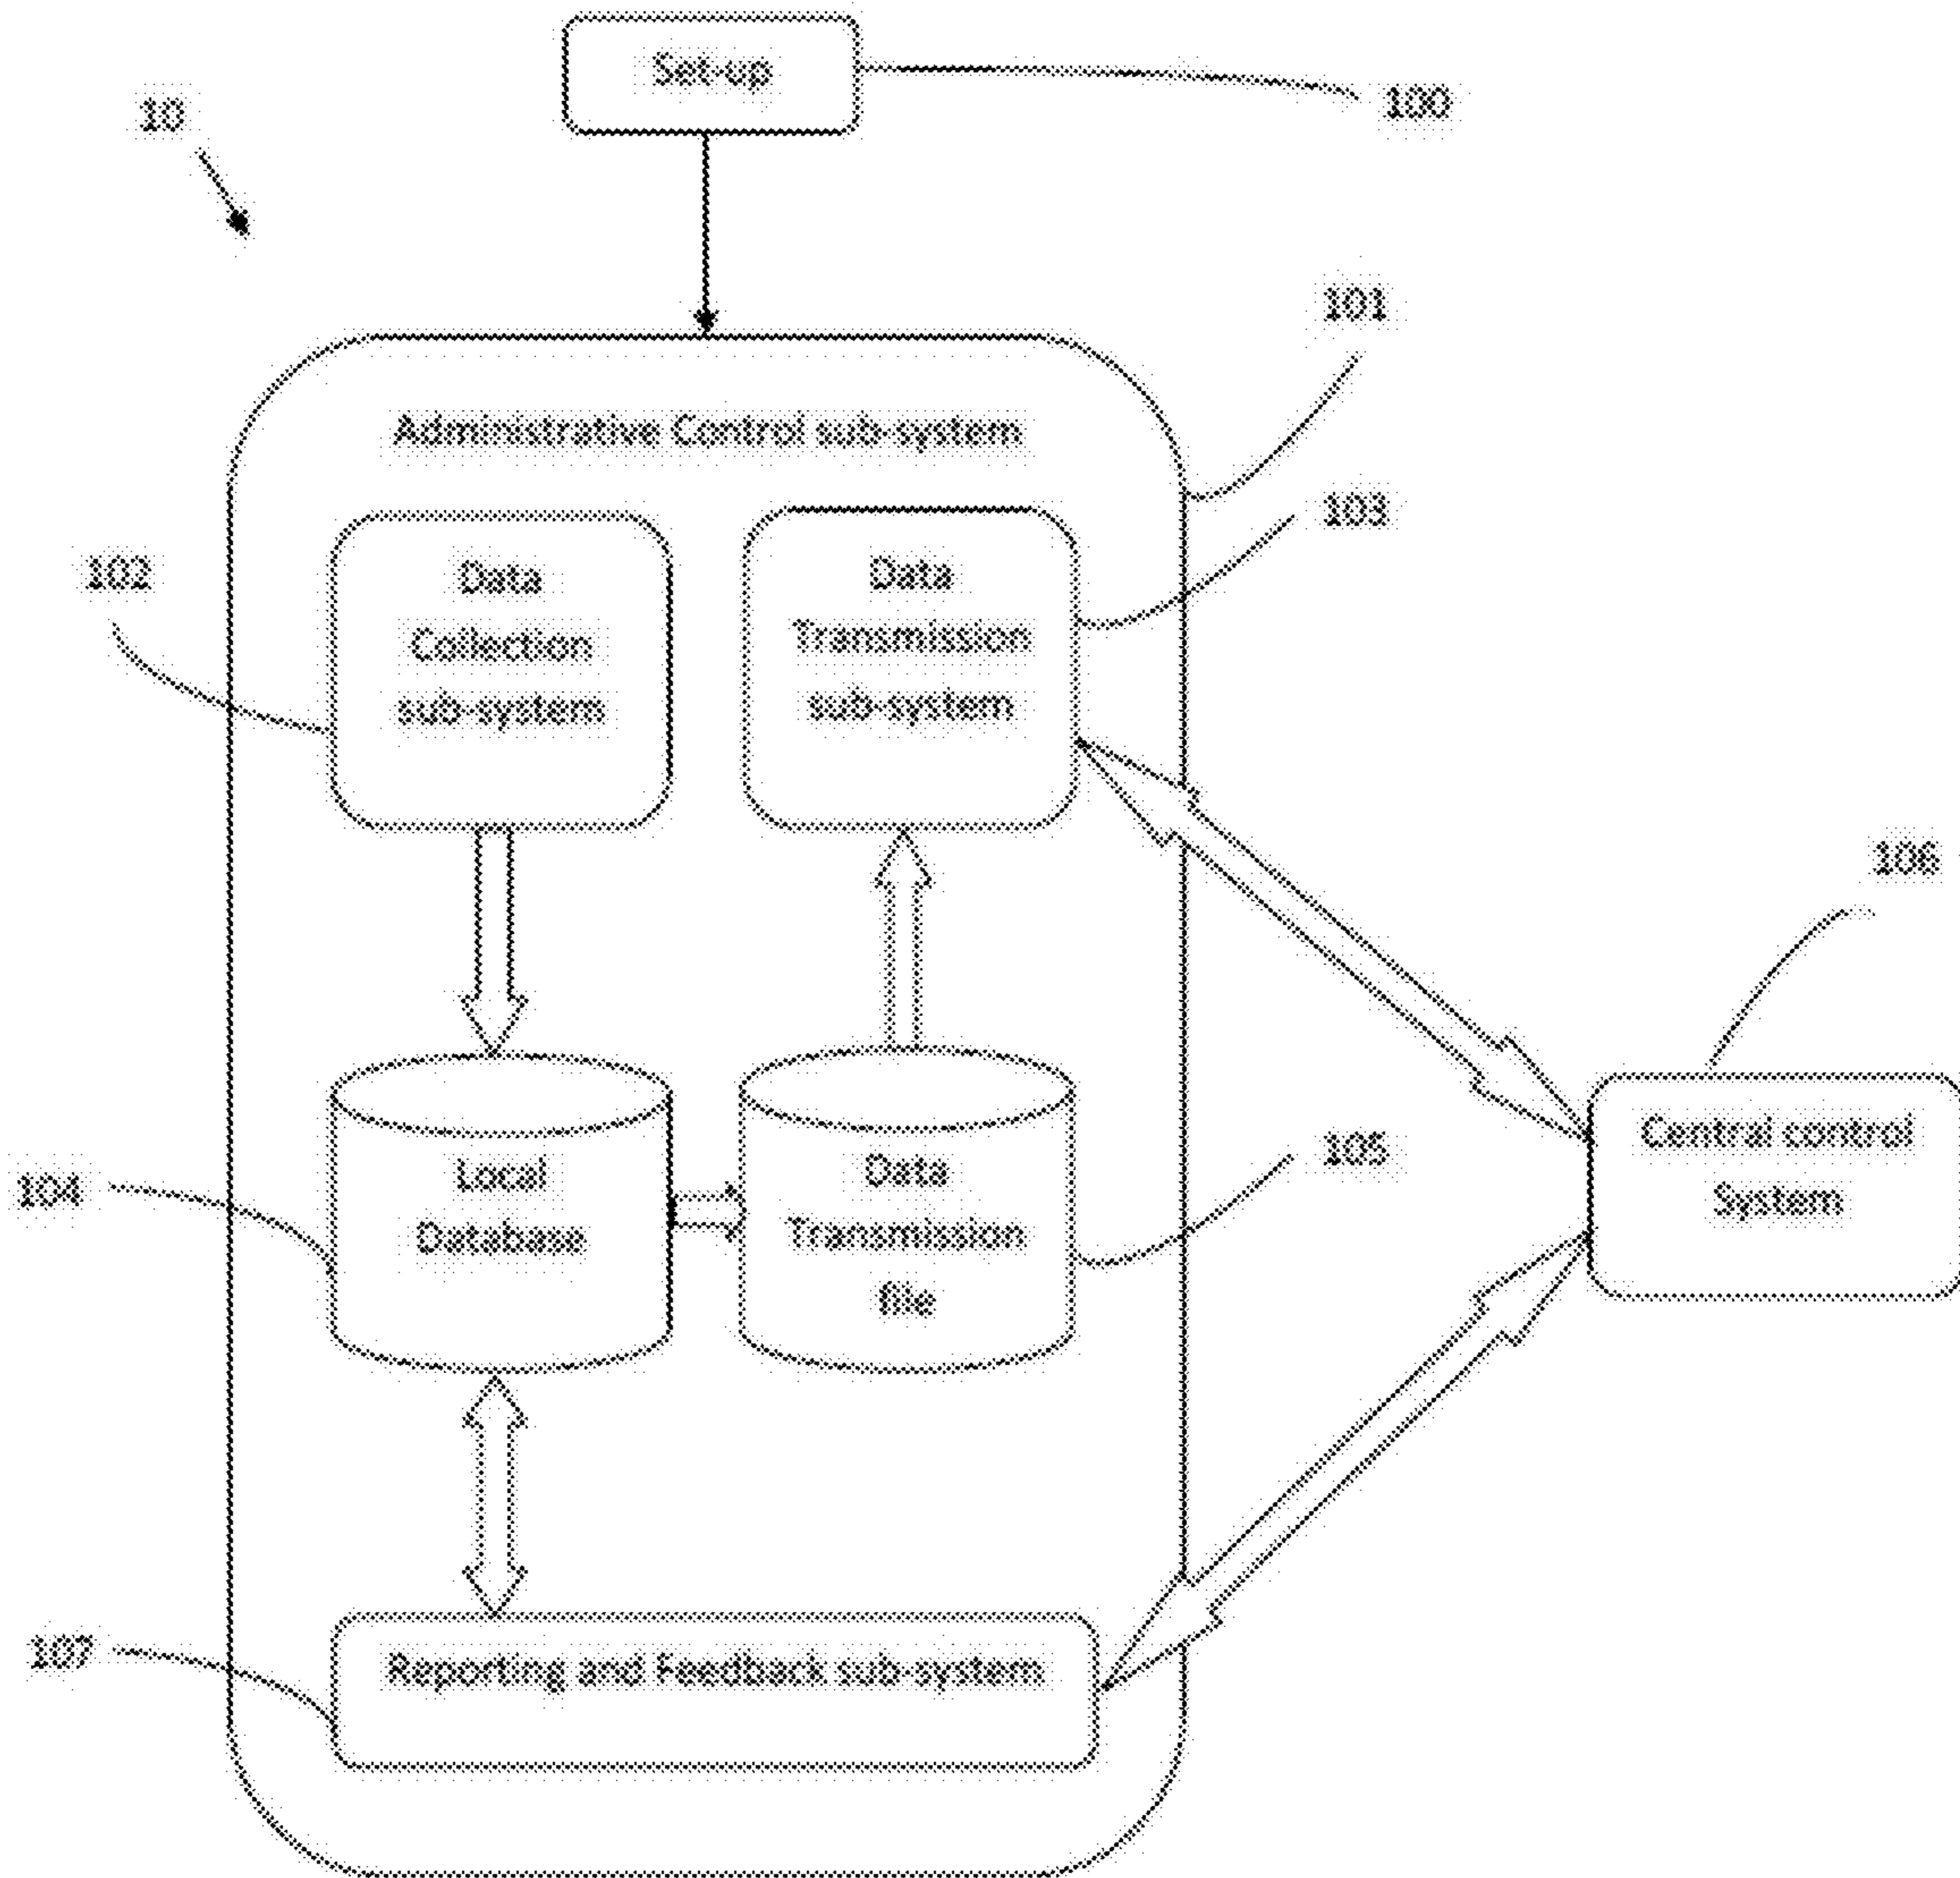 Set-up
100
10
101
Administrative Control sub-system
103
102
Data
Collection
sub-system
Data
Transmission
sub-system
106
Central control
System
104
Local
Database
Data
Transmission
file
105
107
Reporting and Feedback sub-system